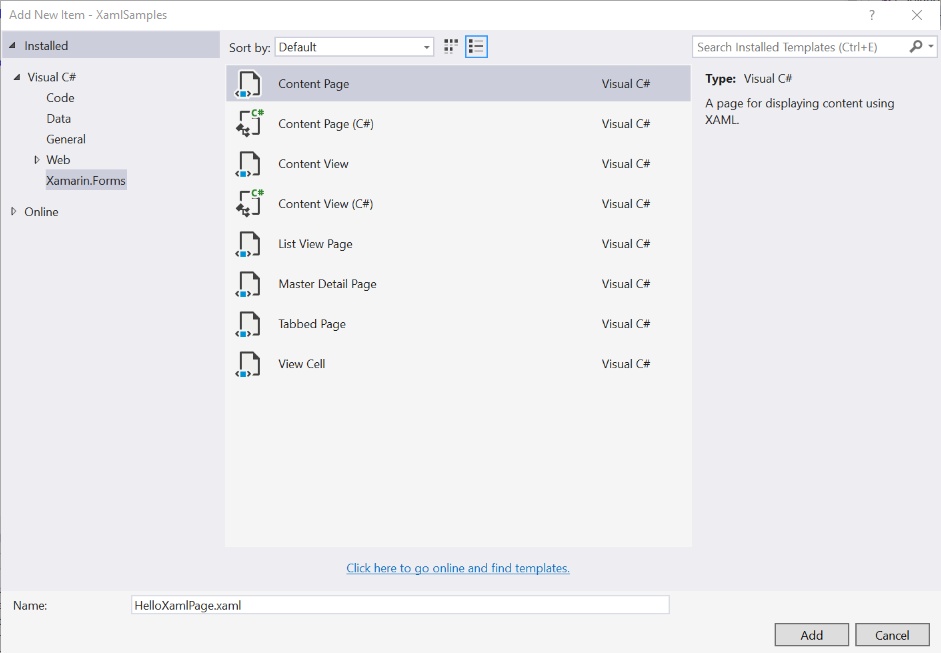 Add New Item - XamlSamples
?
Installed
Sort by: Default
Search Installed Templates (Ctrl+E)
Visual C#
Code
Data
General
Web
Xamarin.Forms
Online
Content Page Visual C#
C# Content Page (C#) Visual C#
Content View Visual C#
C# Content View (C#) Visual C#
List View Page Visual C#
Master Detail Page Visual C#
Tabbed Page Visual C#
View Cell Visual C#
Type: Visual C#
A page for displaying content using
XAML.
Click here to go online and find templates.
Name: HelloXamlPage.xaml
Add Cancel